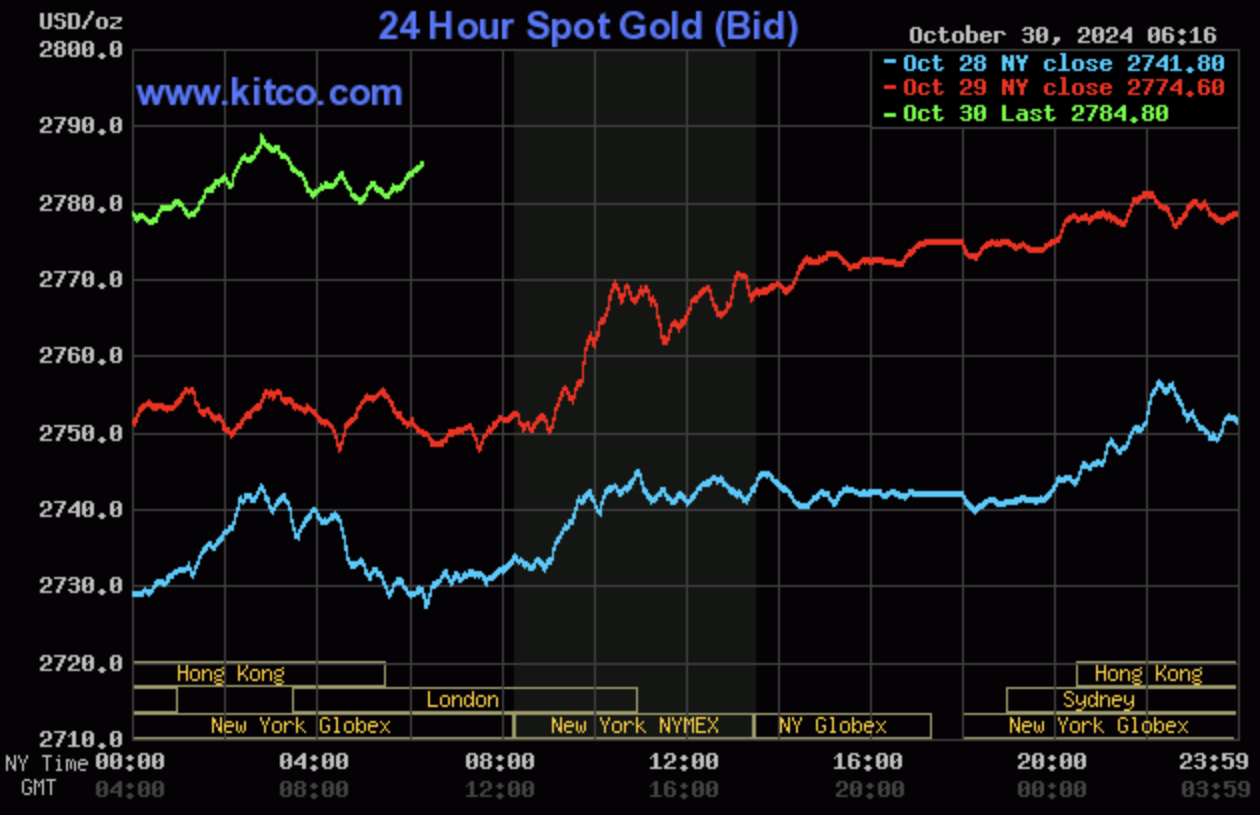 USD/oz
24 Hour Spot Gold (Bid)
October 30, 2024 06:16
2800.0
Oct 28 NY close 2741.80
www.kitco.com
Oct 29 NY close 2774.60
Oct 30 Last 2784.80
2790.0
2780.0
2770.0
2760.0
2750.0
2740.0
2730.0
2720.0
Hong Kong Hong Kong
London Sydney
New York Globex New York NYMEX NY Globex New York Globex
2710.0
NY Time 00:00 04:00 08:00 12:00 16:00 20:00 23:59
GMT 04:00 08:00 12:00 16:00 20:00 00:00 03:59